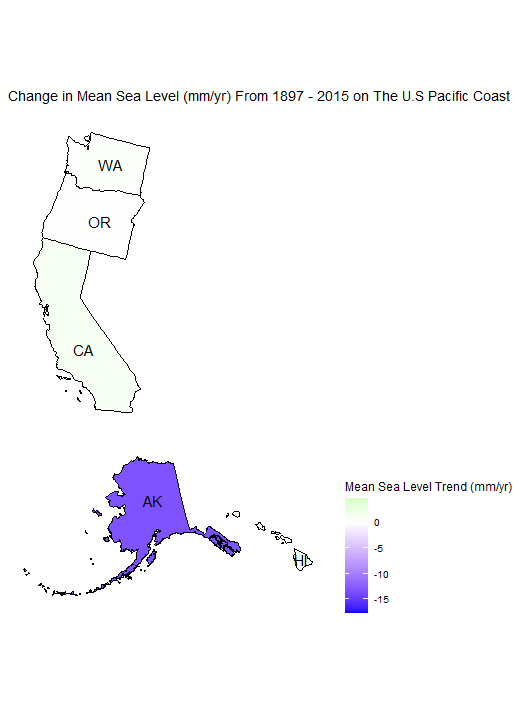 Change in Mean Sea Level (mm/yr) From 1897 - 2015 on The U.S Pacific Coast
WA
OR
CA
AK
HI
Mean Sea Level Trend (mm/yr)
0
-5
-10
-15